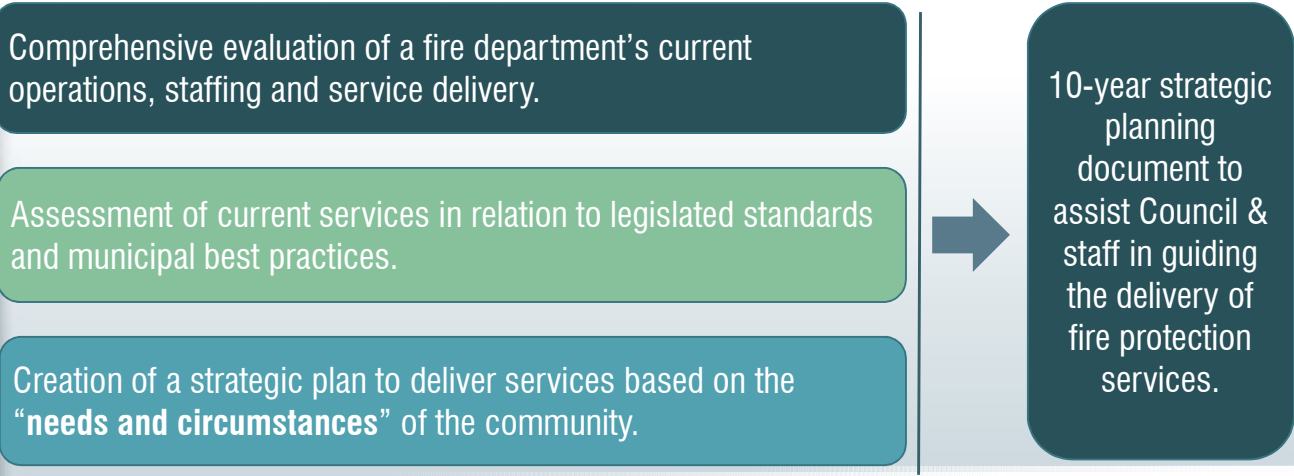 Comprehensive evaluation of a fire department’s current
operations, staffing and service delivery.
Assessment of current services in relation to legislated standards
and municipal best practices.
Creation of a strategic plan to deliver services based on the
“needs and circumstances” of the community.
10-year strategic
planning
document to
assist Council &
staff in guiding
the delivery of
fire protection
services.